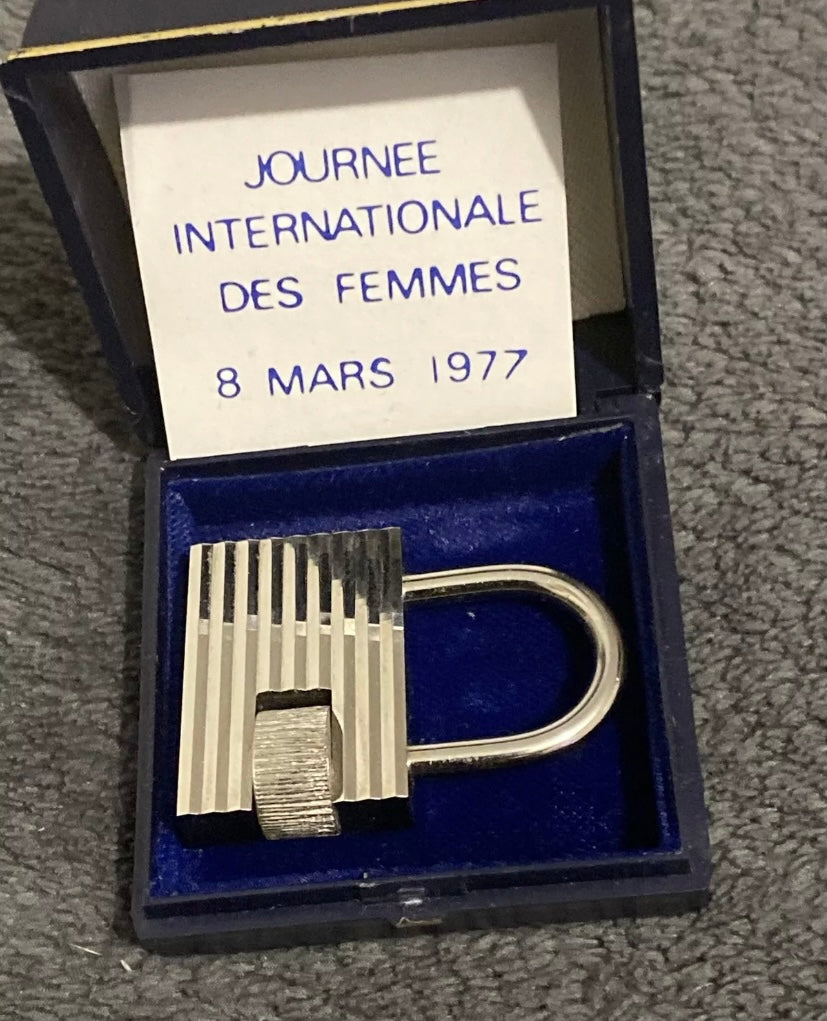 JOURNEE
INTERNATIONALE
DES FEMMES
8 MARS 1977